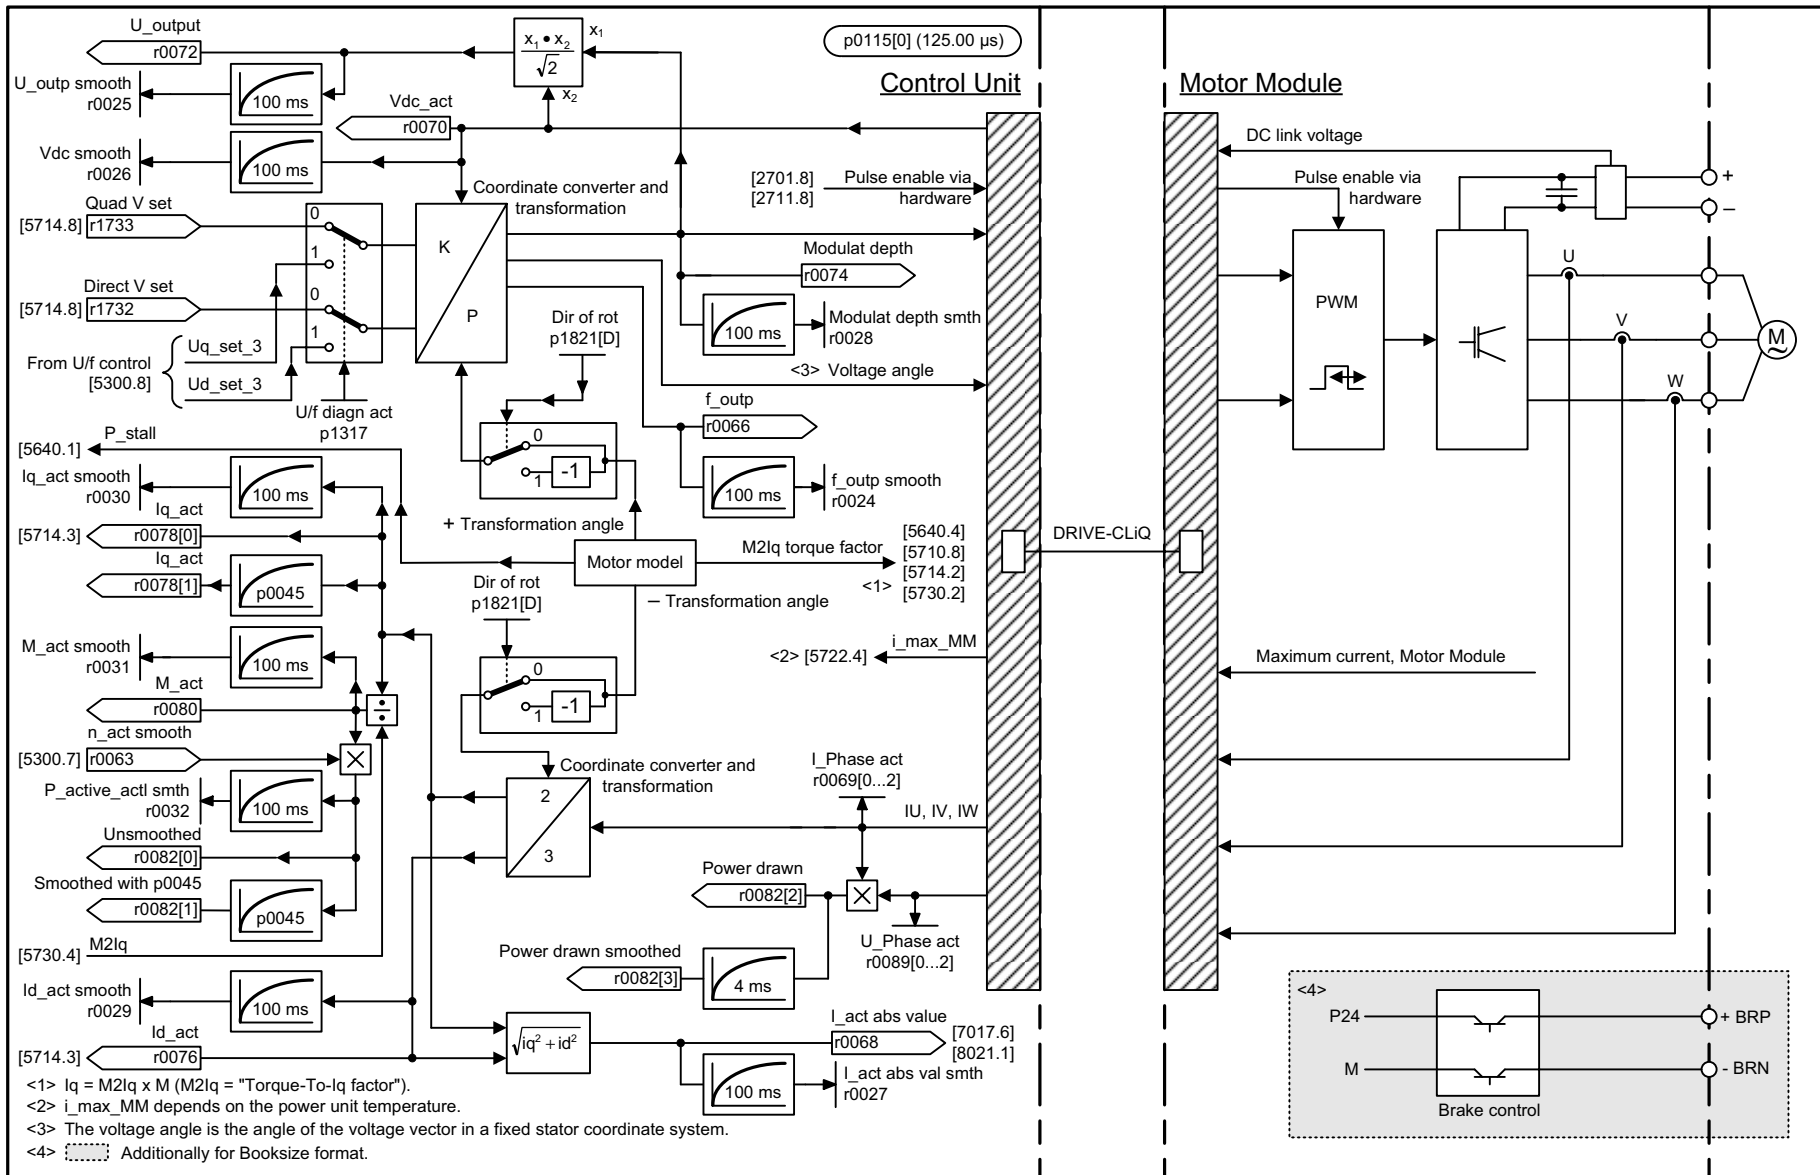 U_output
r0072
x₁ • x₂
√2
x₁
x₂
p0115[0] (125.00 µs)
Control Unit
Motor Module
U_outp smooth
r0025
100 ms
Vdc_act
r0070
Vdc smooth
r0026
100 ms
DC link voltage
Quad V set
[5714.8]
r1733
0
1
Coordinate converter and
transformation
K
P
[2701.8]
[2711.8]
Pulse enable via
hardware
Pulse enable via
hardware
+
–
Modulat depth
r0074
Direct V set
[5714.8]
r1732
0
1
100 ms
Modulat depth smth
r0028
Dir of rot
p1821[D]
PWM
U
V
W
M
~
From U/f control
[5300.8]
Uq_set_3
Ud_set_3
U/f diagn act
p1317
<3> Voltage angle
f_outp
r0066
P_stall
[5640.1]
0
1
-1
Iq_act smooth
r0030
100 ms
100 ms
f_outp smooth
r0024
Iq_act
[5714.3]
r0078[0]
+ Transformation angle
Motor model
M2Iq torque factor
[5640.4]
[5710.8]
[5714.2]
<1>
[5730.2]
DRIVE-CLiQ
Iq_act
r0078[1]
p0045
Dir of rot
p1821[D]
– Transformation angle
M_act smooth
r0031
100 ms
0
1
-1
i_max_MM
<2> [5722.4]
Maximum current, Motor Module
M_act
r0080
÷
n_act smooth
[5300.7]
r0063
×
P_active_actl smth
r0032
100 ms
Coordinate converter and
transformation
2
3
I_Phase act
r0069[0...2]
IU, IV, IW
Unsmoothed
r0082[0]
Smoothed with p0045
r0082[1]
p0045
Power drawn
r0082[2]
×
U_Phase act
r0089[0...2]
[5730.4]
M2Iq
Power drawn smoothed
r0082[3]
4 ms
Id_act smooth
r0029
100 ms
Id_act
[5714.3]
r0076
√iq² + id²
I_act abs value
r0068
[7017.6]
[8021.1]
100 ms
I_act abs val smth
r0027
<4>
P24
+ BRP
M
- BRN
Brake control
<1> Iq = M2Iq x M (M2Iq = "Torque-To-Iq factor").
<2> i_max_MM depends on the power unit temperature.
<3> The voltage angle is the angle of the voltage vector in a fixed stator coordinate system.
<4> Additionally for Booksize format.